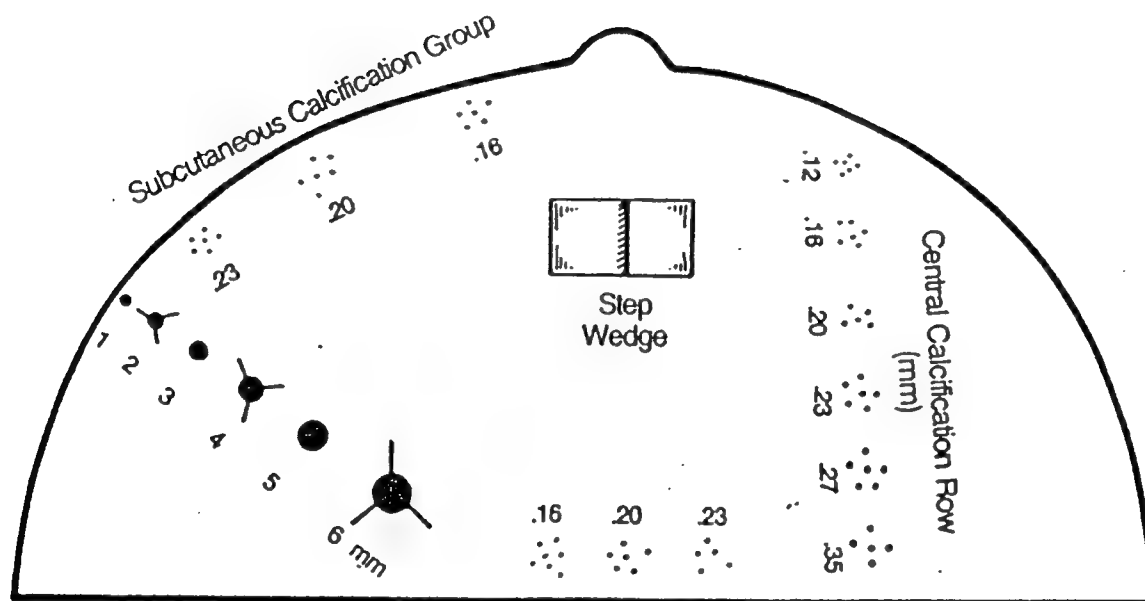 Subcutaneous Calcification Group
.16
.20
.23
1
2
3
4
5
6 mm
Step
Wedge
.12
.16
.20
.23
.27
.35
Central Calcification Row
(mm)
.16 .20 .23